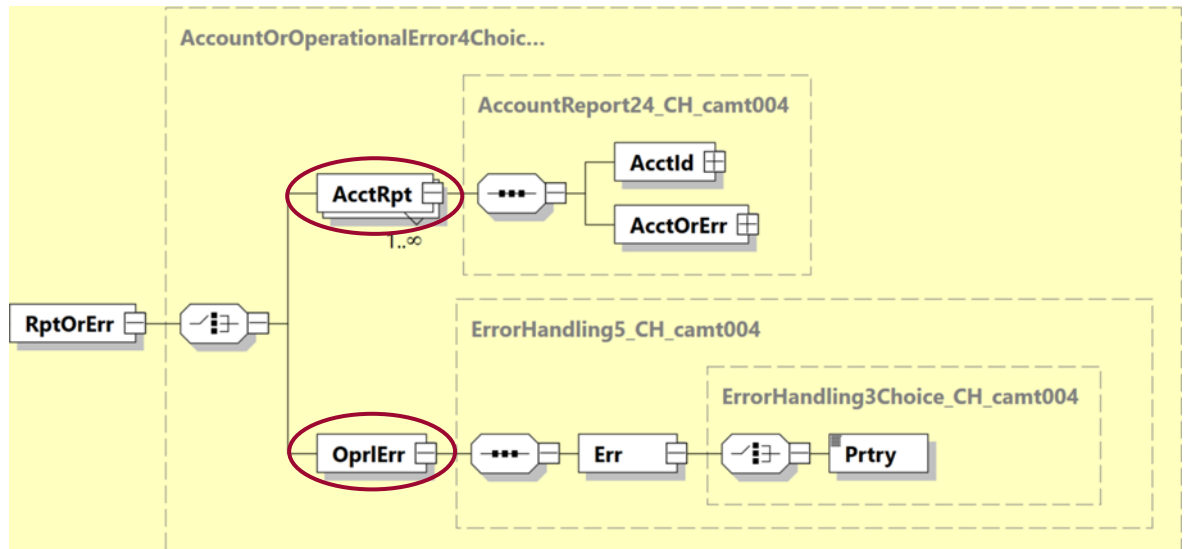 AccountOrOperationalError4Choic...
AccountReport24_CH_camt004
AcctId
AcctRpt
AcctOrErr
1..∞
RptOrErr
ErrorHandling5_CH_camt004
ErrorHandling3Choice_CH_camt004
OprlErr
Err
Prtry